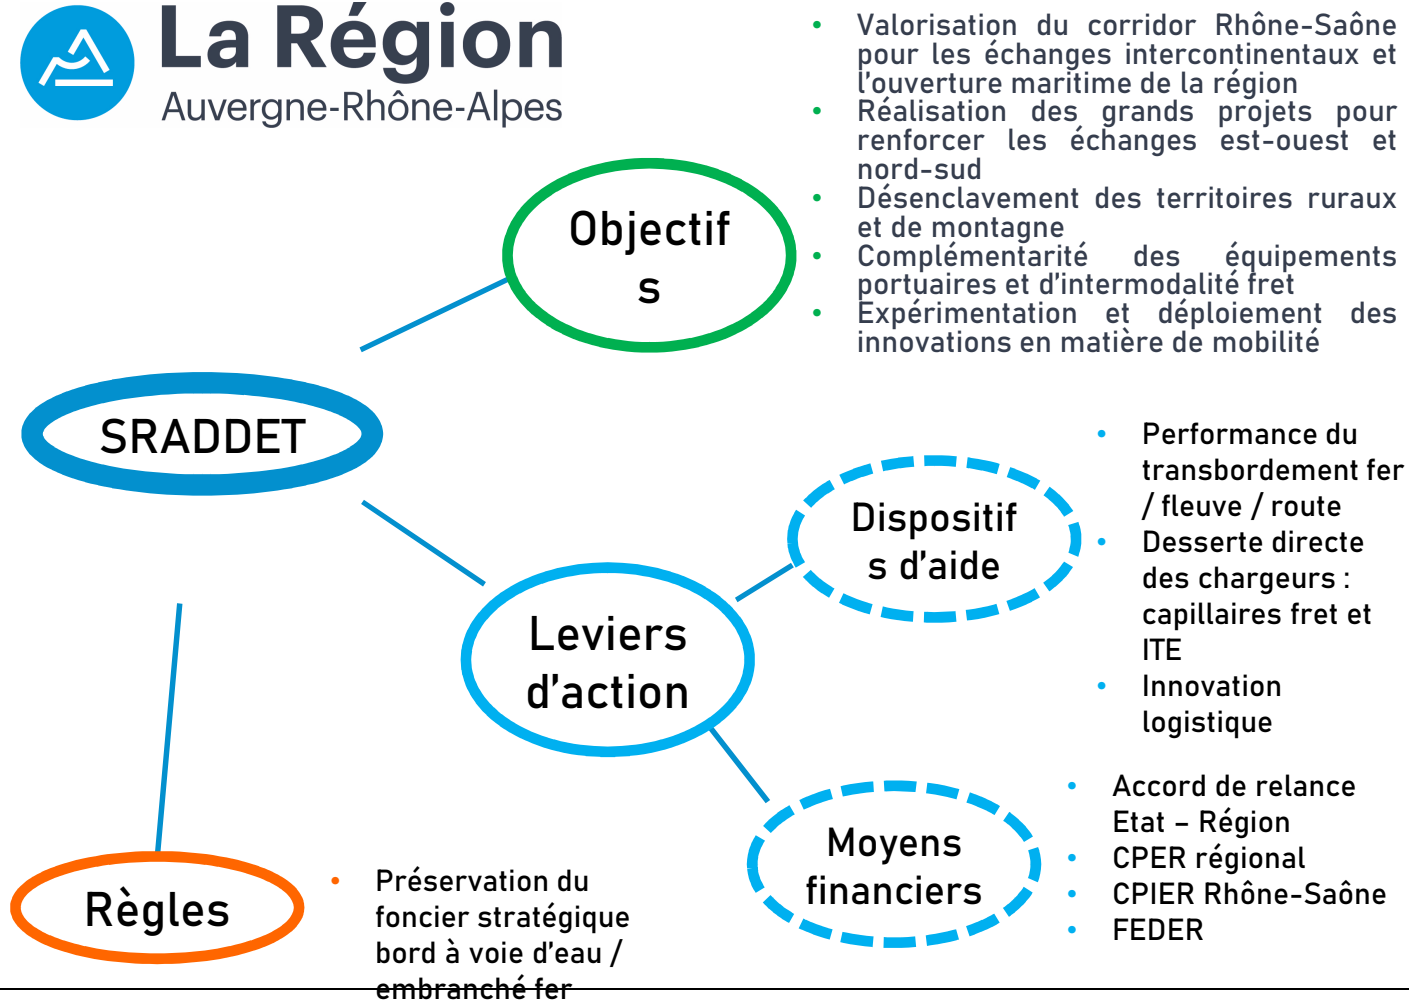 La Région
Auvergne-Rhône-Alpes
Valorisation du corridor Rhône-Saône
pour les échanges intercontinentaux et
l'ouverture maritime de la région
Réalisation des grands projets pour
renforcer les échanges est-ouest et
nord-sud
Désenclavement des territoires ruraux
et de montagne
Complémentarité des équipements
portuaires et d'intermodalité fret
Expérimentation et déploiement des
innovations en matière de mobilité
Objectif
s
SRADDET
Dispositif
s d'aide
Performance du
transbordement fer
/ fleuve / route
Desserte directe
des chargeurs :
capillaires fret et
ITE
Innovation
logistique
Leviers
d'action
Moyens
financiers
Accord de relance
Etat – Région
CPER régional
CPIER Rhône-Saône
FEDER
Règles
Préservation du
foncier stratégique
bord à voie d'eau /
embranché fer